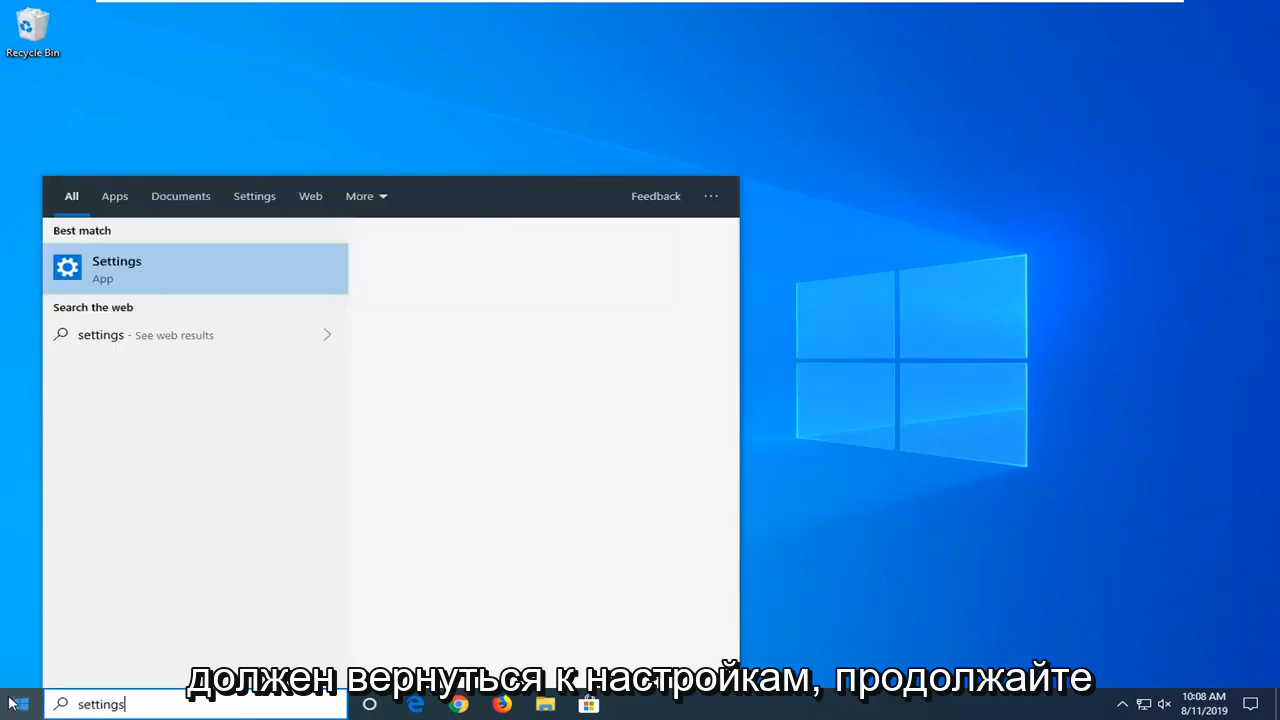 Recycle Bin
All Apps Documents Settings Web More Feedback ...
Best match
Settings
App
Search the web
settings - See web results
должен вернуться к настройкам, продолжайте
settings
10:08 AM
8/11/2019